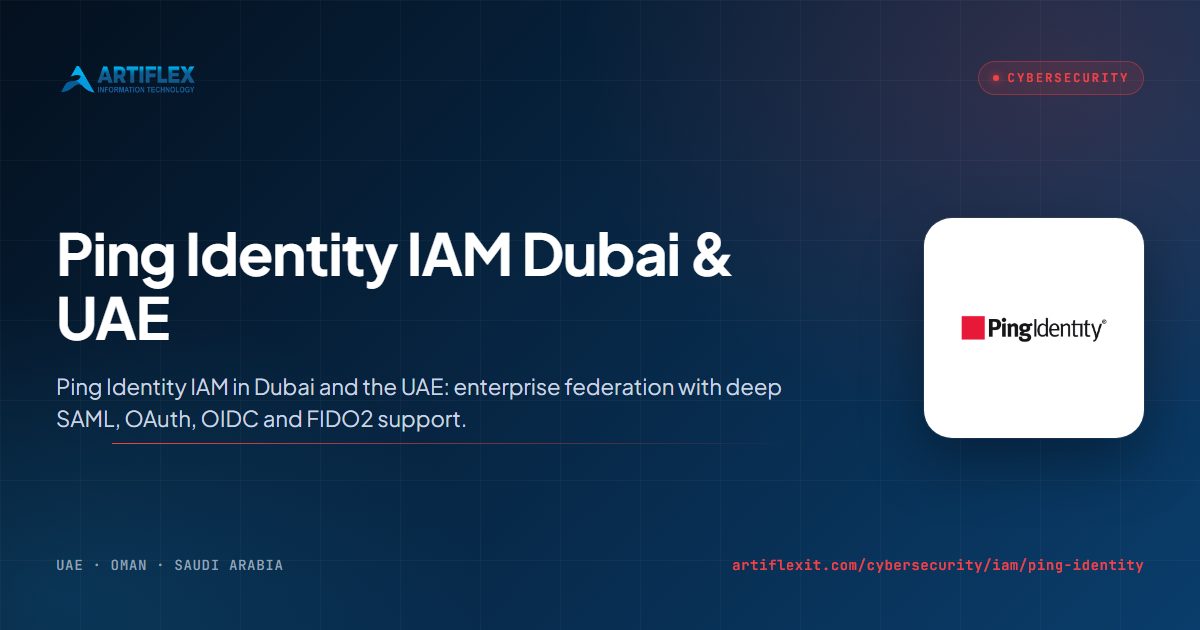 ARTIFLEX
INFORMATION TECHNOLOGY
CYBERSECURITY
Ping Identity IAM Dubai &
UAE
Ping Identity IAM in Dubai and the UAE: enterprise federation with deep
SAML, OAuth, OIDC and FIDO2 support.
PingIdentity®
UAE · OMAN · SAUDI ARABIA
artiflexit.com/cybersecurity/iam/ping-identity